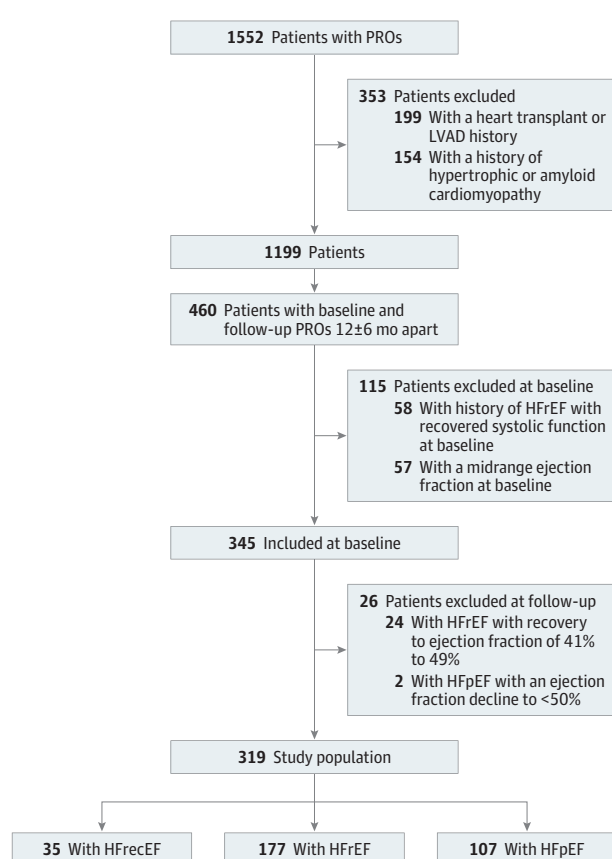 1552 Patients with PROs
353 Patients excluded
199 With a heart transplant or
LVAD history
154 With a history of
hypertrophic or amyloid
cardiomyopathy
1199 Patients
460 Patients with baseline and
follow-up PROs 12±6 mo apart
115 Patients excluded at baseline
58 With history of HFrEF with
recovered systolic function
at baseline
57 With a midrange ejection
fraction at baseline
345 Included at baseline
26 Patients excluded at follow-up
24 With HFrEF with recovery
to ejection fraction of 41%
to 49%
2 With HFpEF with an ejection
fraction decline to <50%
319 Study population
35 With HFrecEF
177 With HFrEF
107 With HFpEF